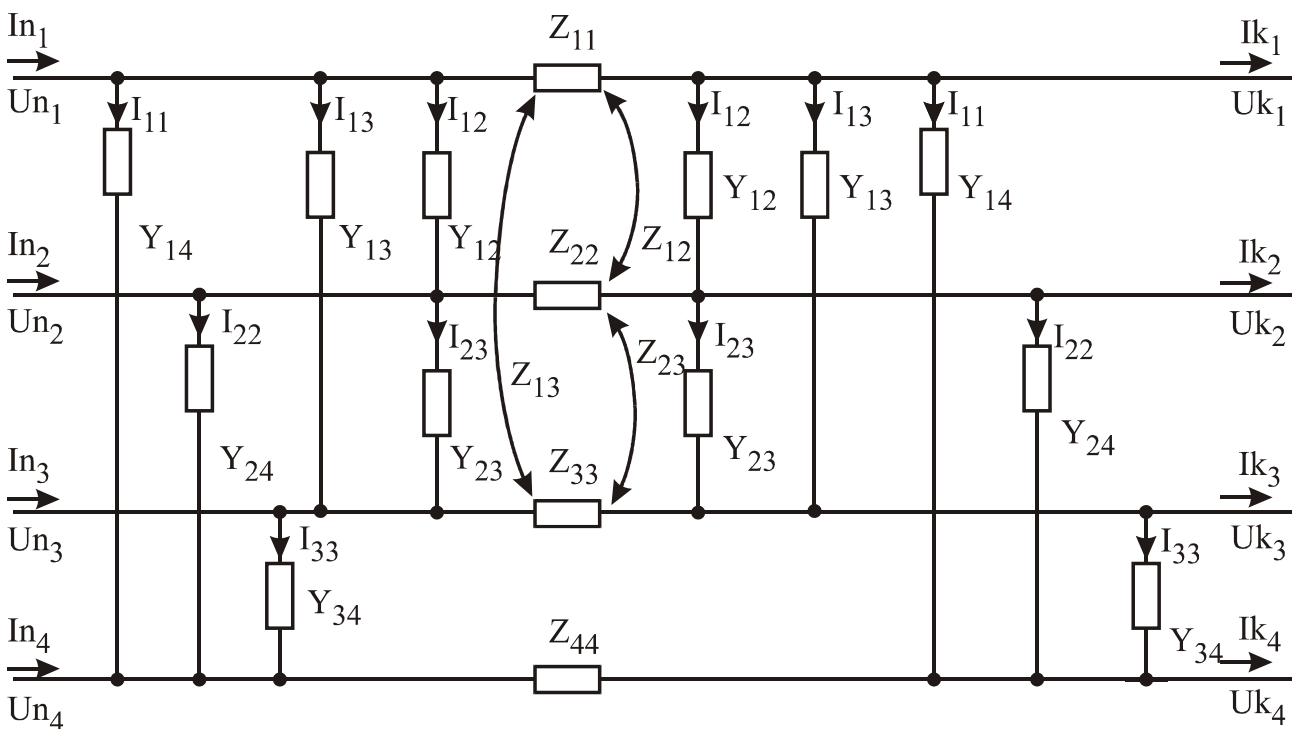 In1 Z11 Ik1
Un1 I11 I13 I12 I12 I13 I11 Uk1
Y14 Y13 Y12 Y12 Y13 Y14
In2 Z22 Z12 Ik2
Un2 I22 I23 Z13 Z23 I23 I22 Uk2
Y24 Y23 Y23 Y24
In3 Z33 Ik3
Un3 I33 I33 Uk3
Y34 Y34
In4 Z44 Ik4
Un4 Uk4